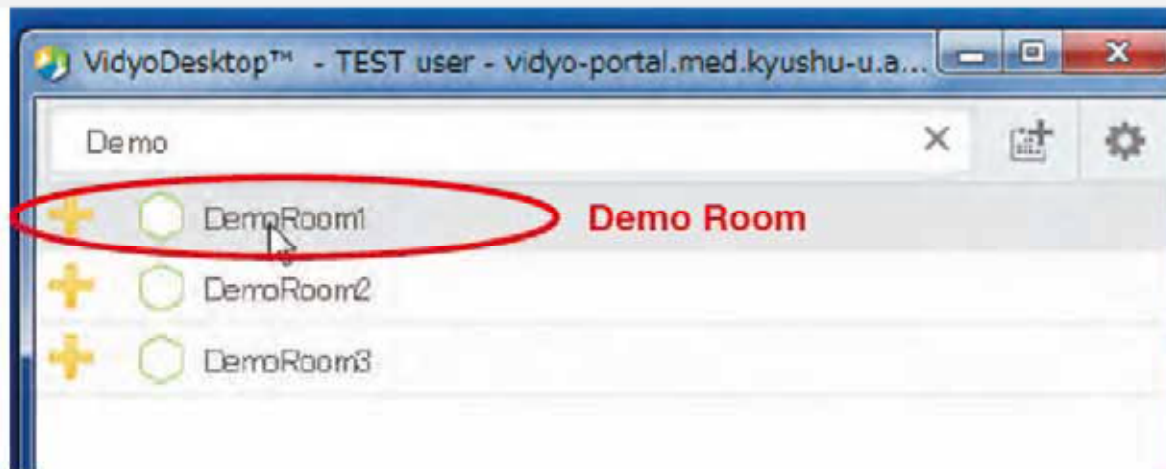 VidyoDesktop™ - TEST user - vidyo-portal.med.kyushu-u.a...
Demo
DemoRoom1 Demo Room
DemoRoom2
DemoRoom3